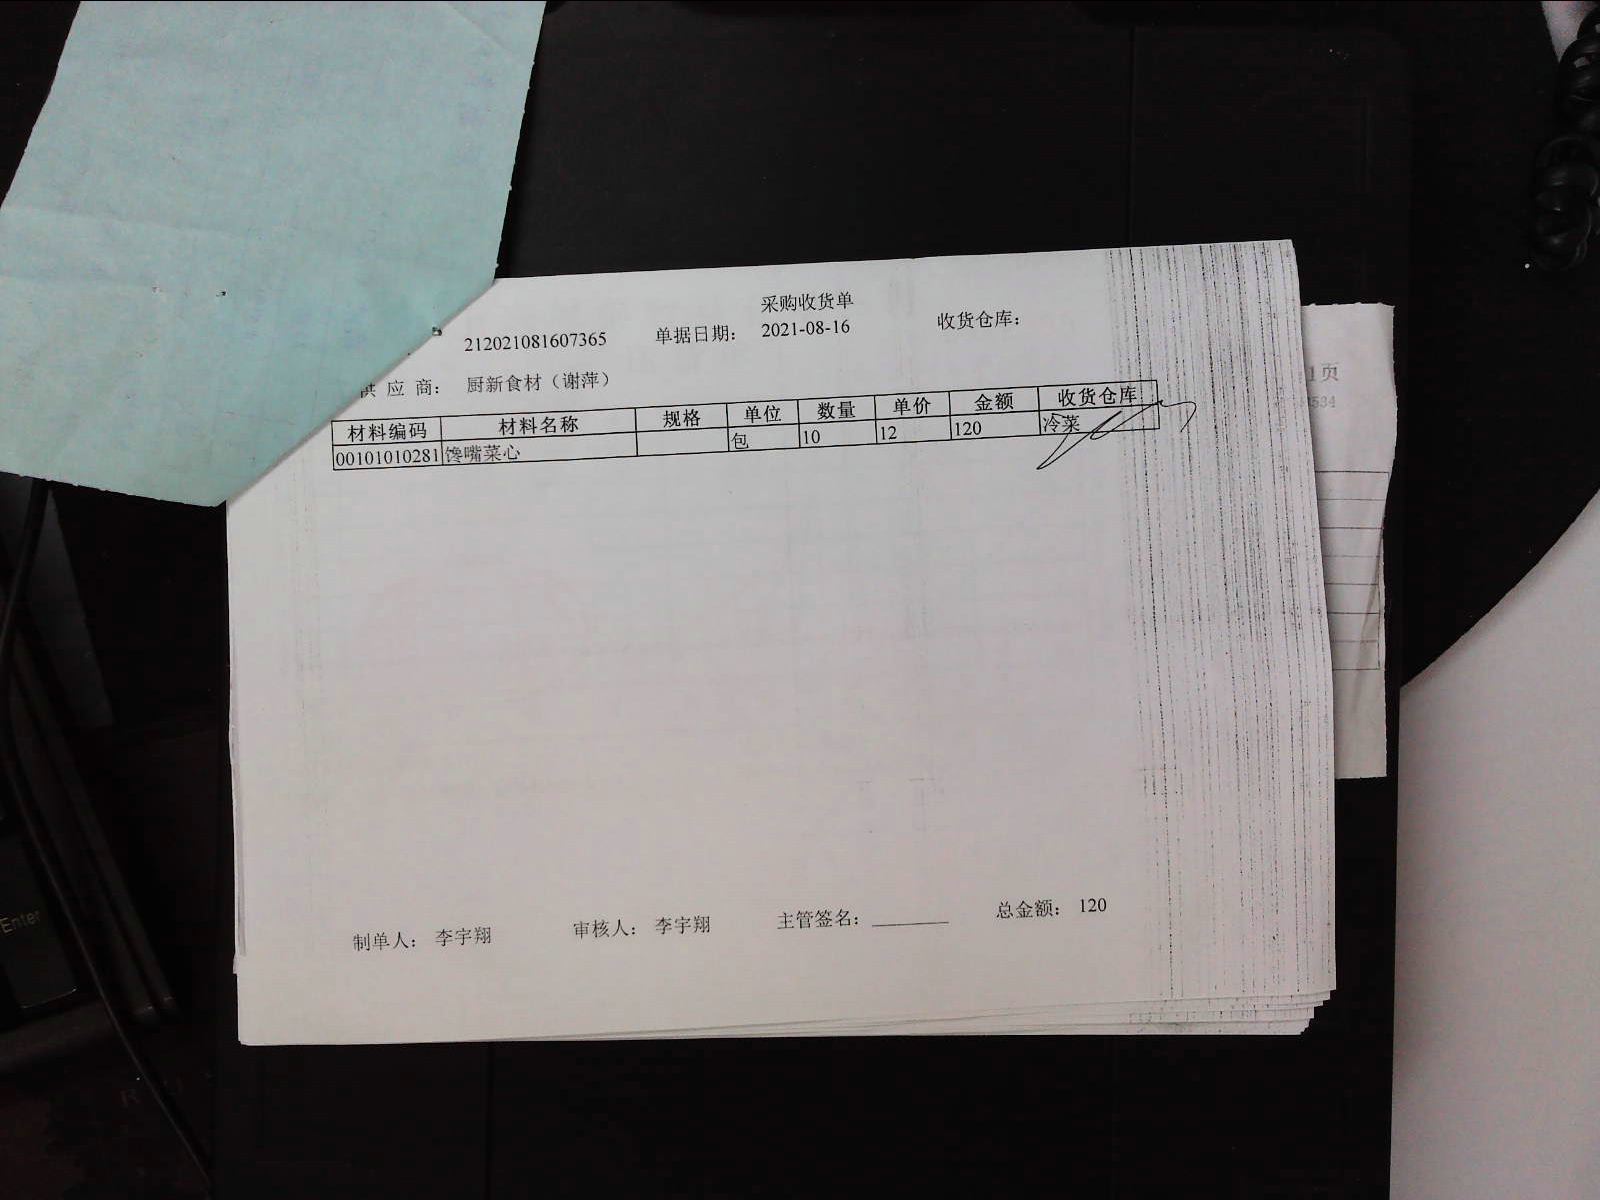 采购收货单
212021081607365 单据日期: 2021-08-16 收货仓库:
供 应 商: 厨新食材（谢萍）
材料编码 材料名称 规格 单位 数量 单价 金额 收货仓库
00101010281 馋嘴菜心 包 10 12 120 冷菜
制单人: 李宇翔 审核人: 李宇翔 主管签名: 总金额: 120
1页
534
Enter